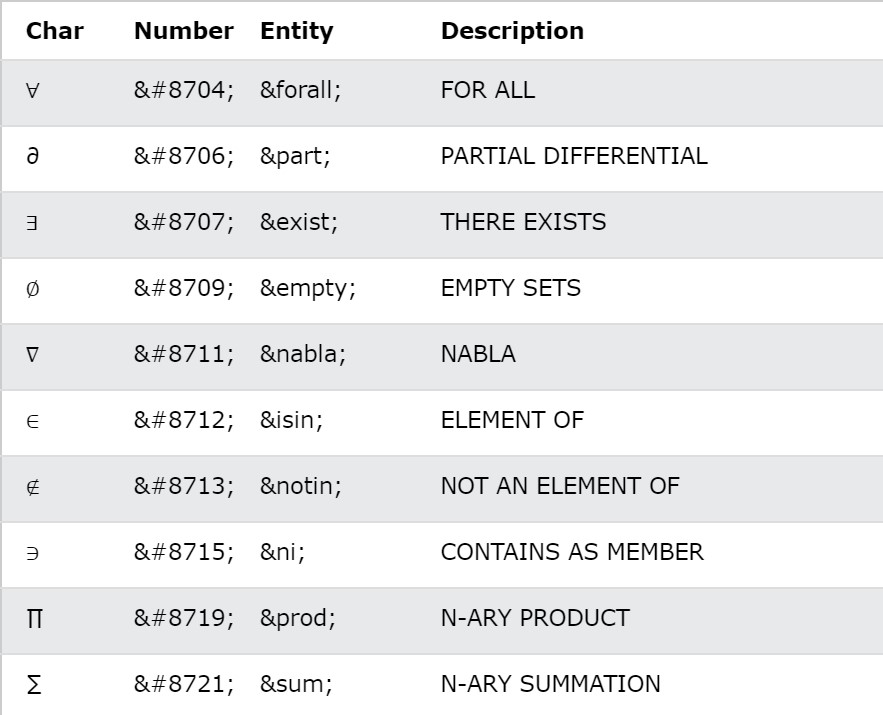 Char Number Entity Description
∀ &#8704; &forall; FOR ALL
∂ &#8706; &part; PARTIAL DIFFERENTIAL
∃ &#8707; &exist; THERE EXISTS
∅ &#8709; &empty; EMPTY SETS
∇ &#8711; &nabla; NABLA
∈ &#8712; &isin; ELEMENT OF
∉ &#8713; &notin; NOT AN ELEMENT OF
∋ &#8715; &ni; CONTAINS AS MEMBER
∏ &#8719; &prod; N-ARY PRODUCT
∑ &#8721; &sum; N-ARY SUMMATION